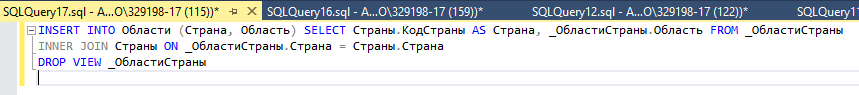 SQLQuery17.sql - A...O\329198-17 (115))* SQLQuery16.sql - A...O\329198-17 (159))* SQLQuery12.sql - A...O\329198-17 (122))* SQLQuery11
INSERT INTO Области (Страна, Область) SELECT Страны.КодСтраны AS Страна, _ОбластиСтраны.Область FROM _ОбластиСтраны
INNER JOIN Страны ON _ОбластиСтраны.Страна = Страны.Страна
DROP VIEW _ОбластиСтраны